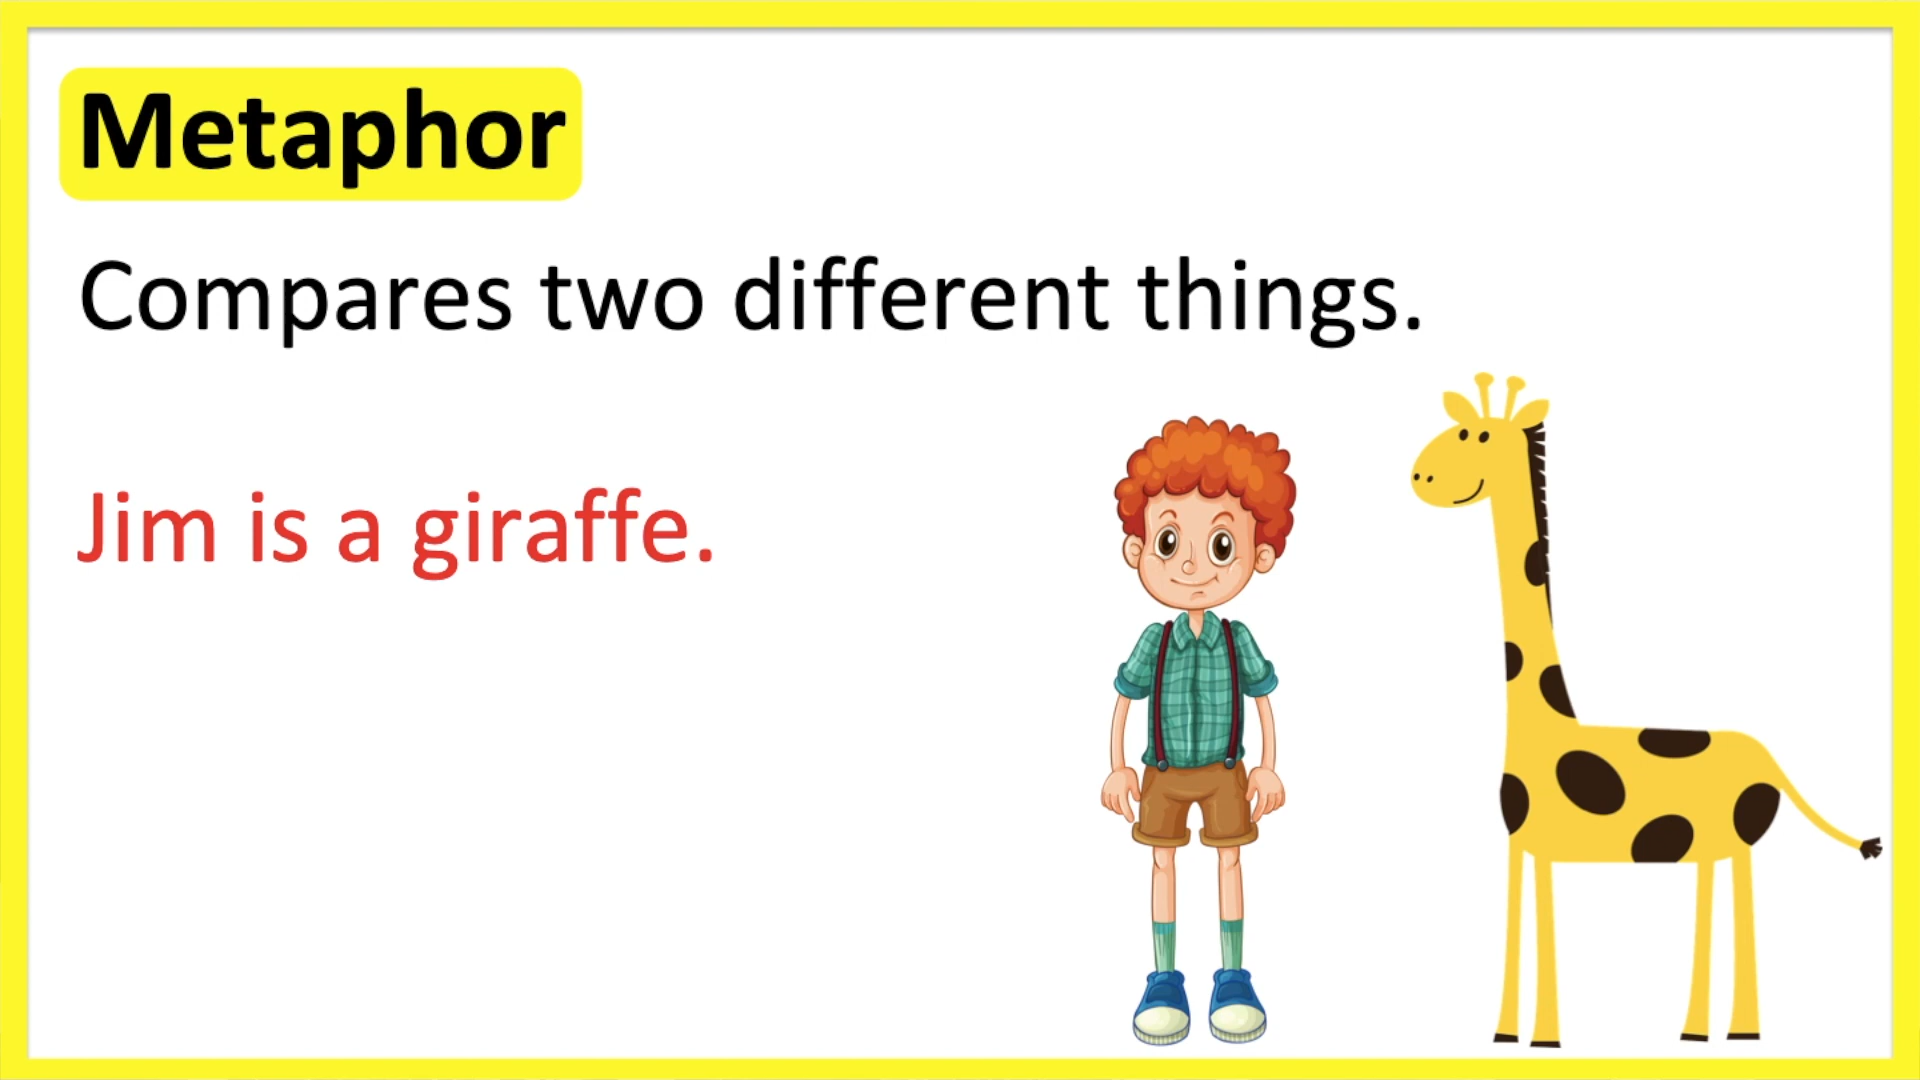 Metaphor
Compares two different things.
Jim is a giraffe.